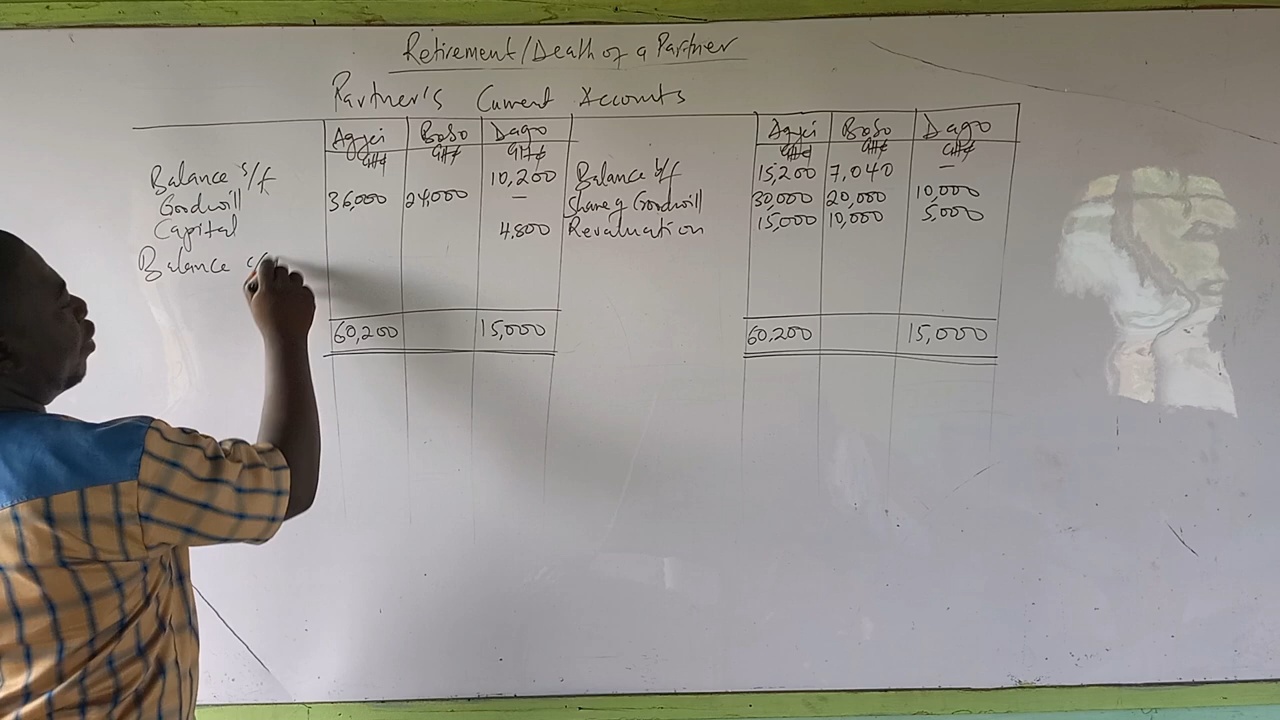 Retirement/Death of a Partner
Partner's Current Accounts
Agyei Boso Dago Agyei Boso Dago
GH¢ GH¢ GH¢ GH¢ GH¢ GH¢
Balance b/f 10,200 Balance b/f 15,200 7,040 –
Goodwill 36,000 24,000 – Share of Goodwill 30,000 20,000 10,000
Capital 4,800 Revaluation 15,000 10,000 5,000
Balance c/
60,200 15,000 60,200 15,000